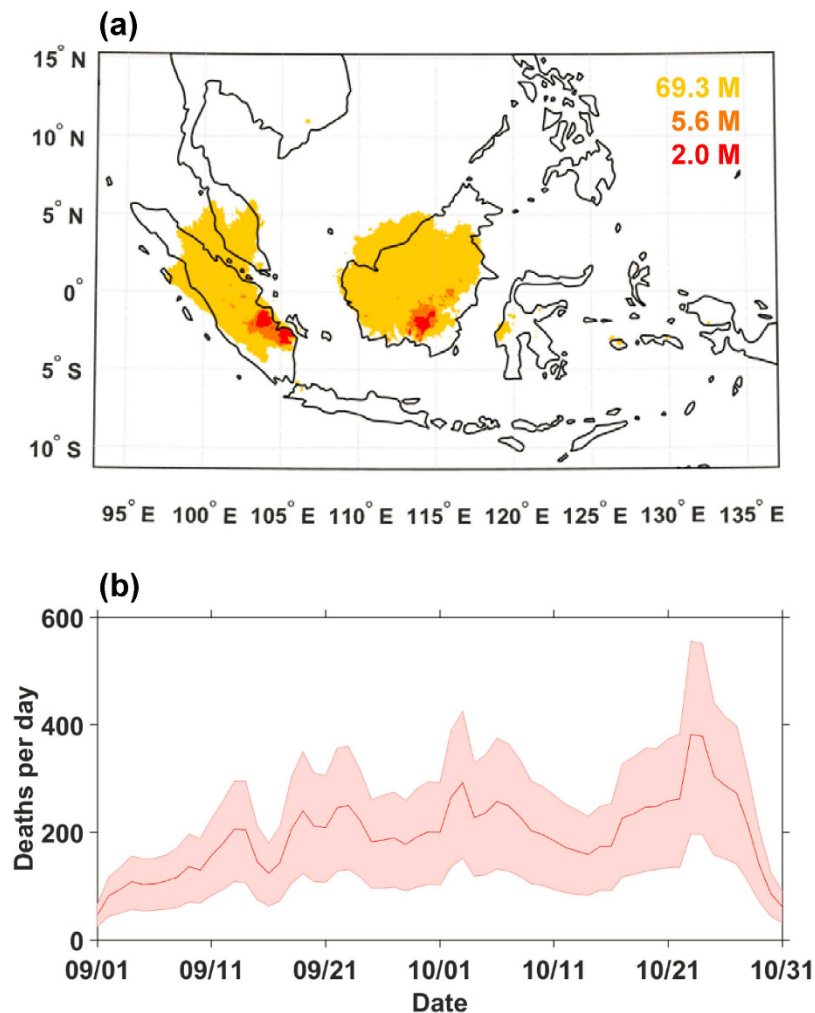 (a)
15° N
10° N
5° N
0°
5° S
10° S
69.3 M
5.6 M
2.0 M
95° E 100° E 105° E 110° E 115° E 120° E 125° E 130° E 135° E
(b)
600
400
200
0
Deaths per day
09/01 09/11 09/21 10/01 10/11 10/21 10/31
Date